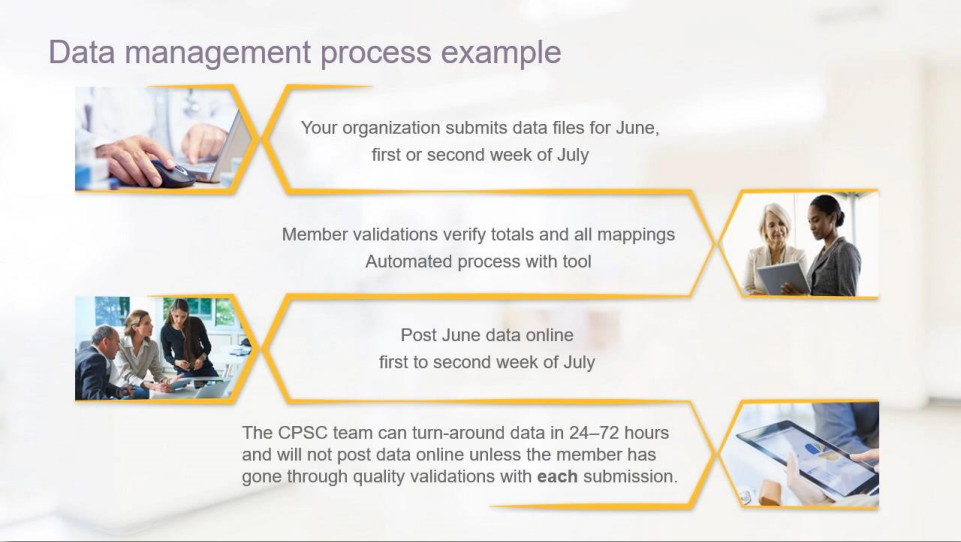 Data management process example
Your organization submits data files for June,
first or second week of July
Member validations verify totals and all mappings
Automated process with tool
Post June data online
first to second week of July
The CPSC team can turn-around data in 24–72 hours
and will not post data online unless the member has
gone through quality validations with each submission.